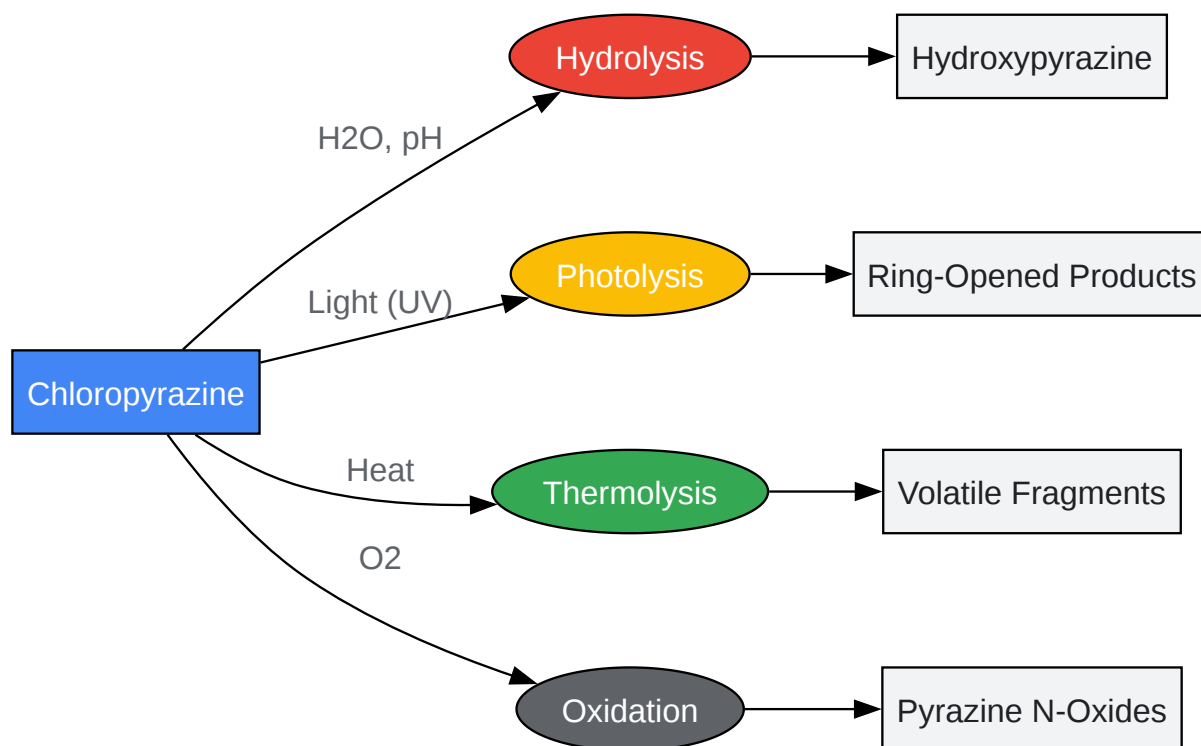 Hydrolysis
Hydroxypyrazine
H2O, pH
Photolysis
Ring-Opened Products
Light (UV)
Chloropyrazine
Heat
Thermolysis
Volatile Fragments
O2
Oxidation
Pyrazine N-Oxides